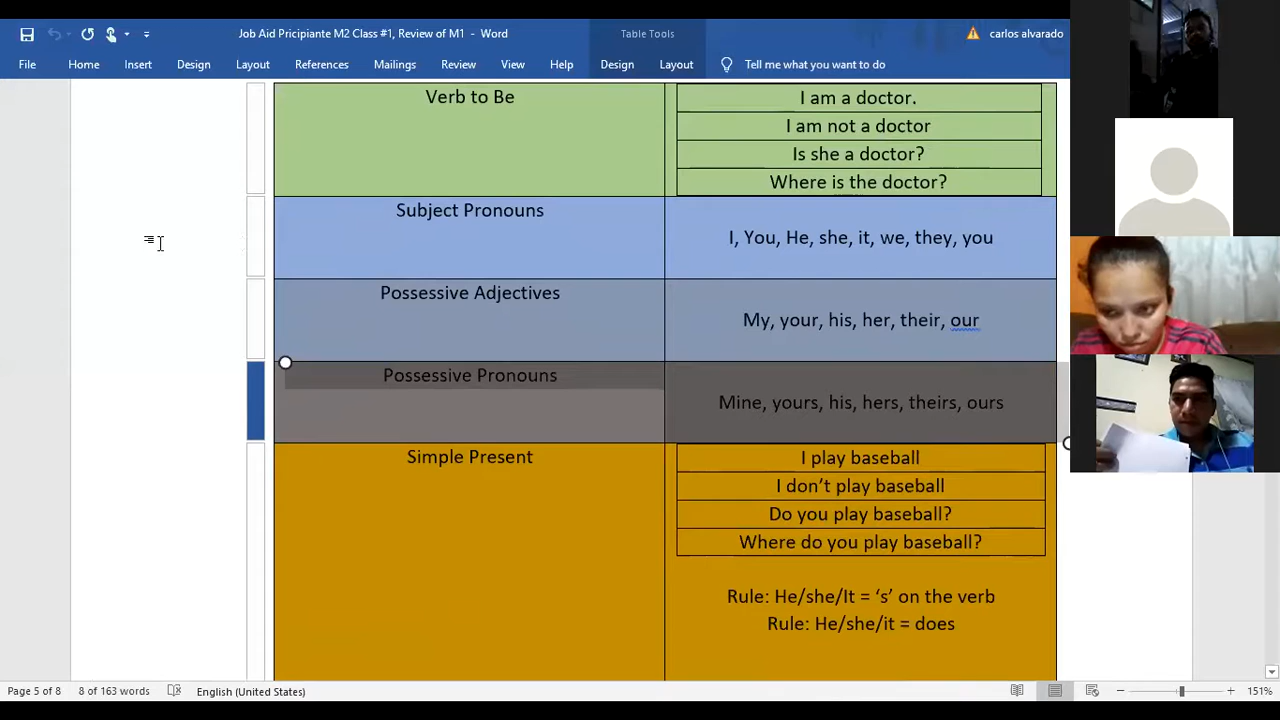 Job Aid Pricipiante M2 Class #1, Review of M1 - Word
Table Tools
carlos alvarado
File
Home
Insert
Design
Layout
References
Mailings
Review
View
Help
Design
Layout
Tell me what you want to do
Verb to Be
I am a doctor.
I am not a doctor
Is she a doctor?
Where is the doctor?
Subject Pronouns
I, You, He, she, it, we, they, you
Possessive Adjectives
My, your, his, her, their, our
Possessive Pronouns
Mine, yours, his, hers, theirs, ours
Simple Present
I play baseball
I don’t play baseball
Do you play baseball?
Where do you play baseball?
Rule: He/she/It = ‘s’ on the verb
Rule: He/she/it = does
Page 5 of 8
8 of 163 words
English (United States)
151%